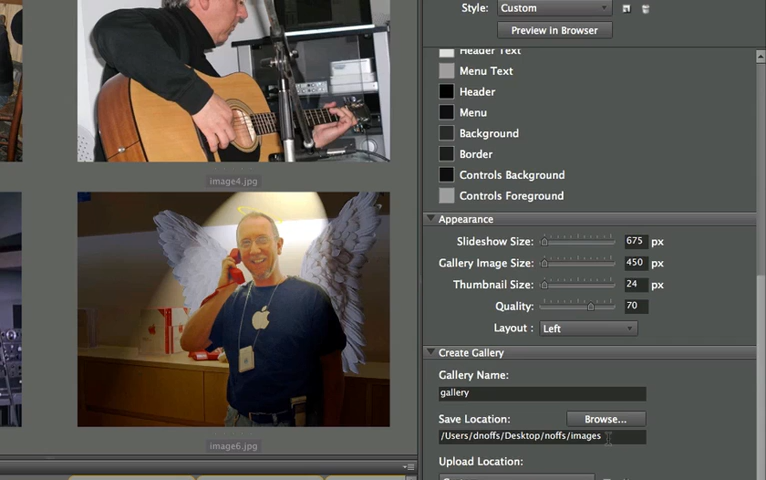 Style: Custom
Preview in Browser
Header Text
Menu Text
Header
Menu
Background
Border
Controls Background
Controls Foreground
Appearance
Slideshow Size: 675 px
Gallery Image Size: 450 px
Thumbnail Size: 24 px
Quality: 70
Layout : Left
Create Gallery
Gallery Name:
gallery
Save Location: Browse...
/Users/dnoffs/Desktop/noffs/images
Upload Location:
image4.jpg
image6.jpg